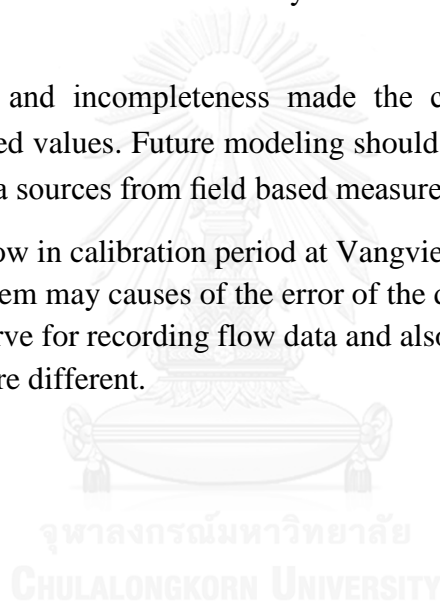 and incompleteness made the c
ed values. Future modeling should
a sources from field based measure
ow in calibration period at Vangvie
em may causes of the error of the d
rve for recording flow data and also
re different.
จุฬาลงกรณ์มหาวิทยาลัย
CHULALONGKORN UNIVERSITY